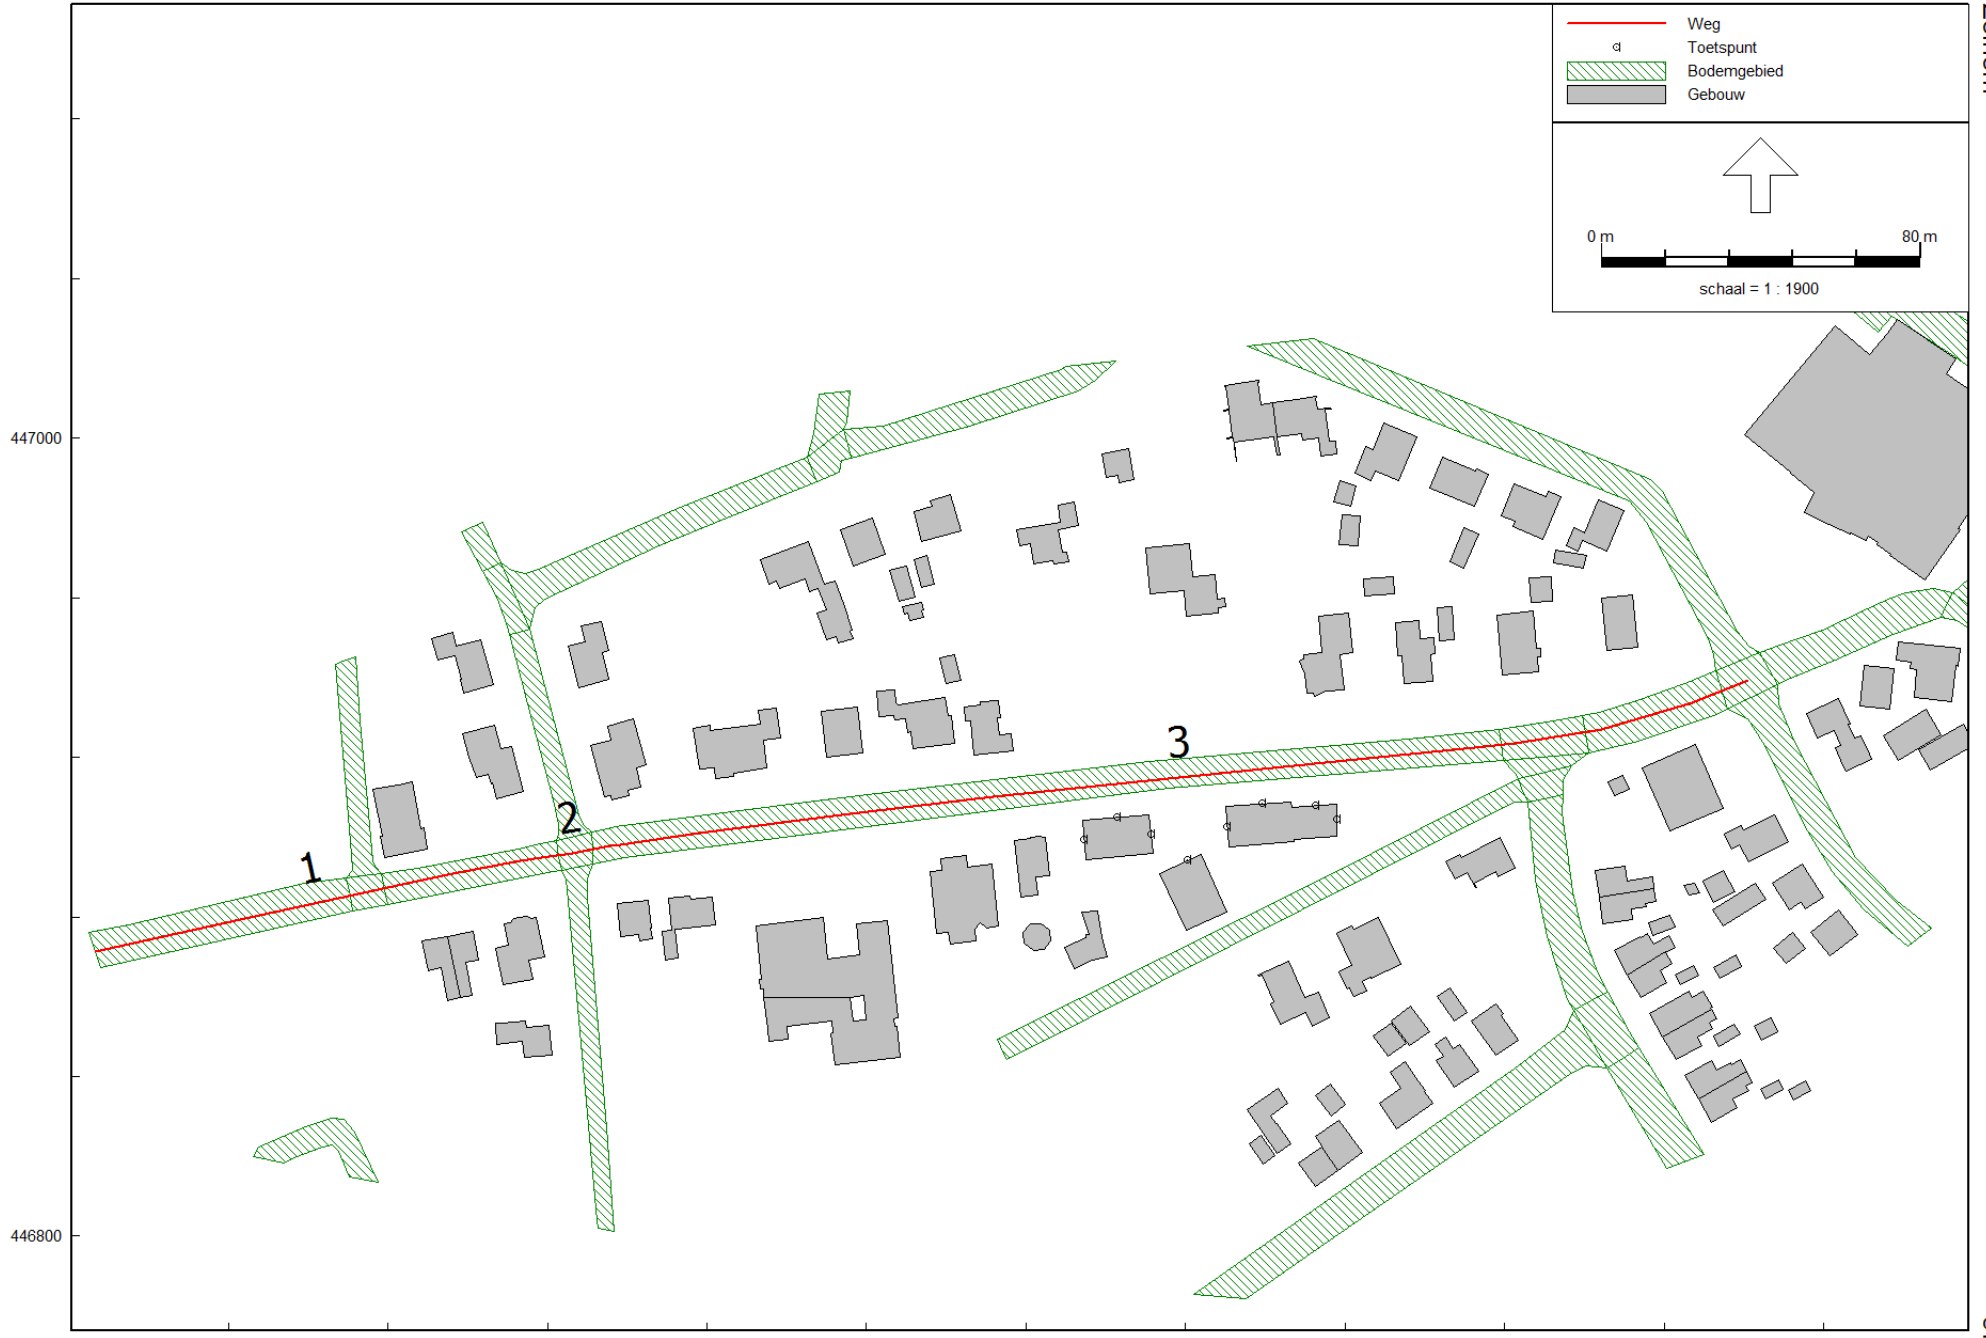 Weg
Toetspunt
Bodemgebied
Gebouw
0 m 80 m
schaal = 1 : 1900
447000
3
2
1
446800